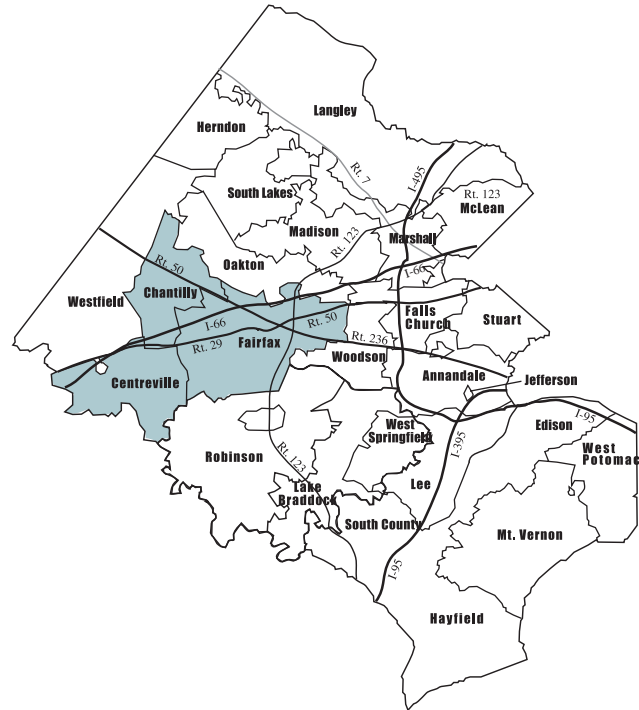 Langley
Herndon
Rt. 7
I-495
South Lakes
Rt. 123
McLean
Madison
Rt. 123
Marshall
Rt. 50
Oakton
I-66
Chantilly
Westfield
Falls
Church
Stuart
I-66
Rt. 50
Rt. 29
Fairfax
Rt. 236
Woodson
Centreville
Annandale
Jefferson
Edison
I-95
West
Springfield
I-395
West
Potomac
Robinson
Rt. 123
Lee
Lake
Braddock
South County
Mt. Vernon
I-95
Hayfield